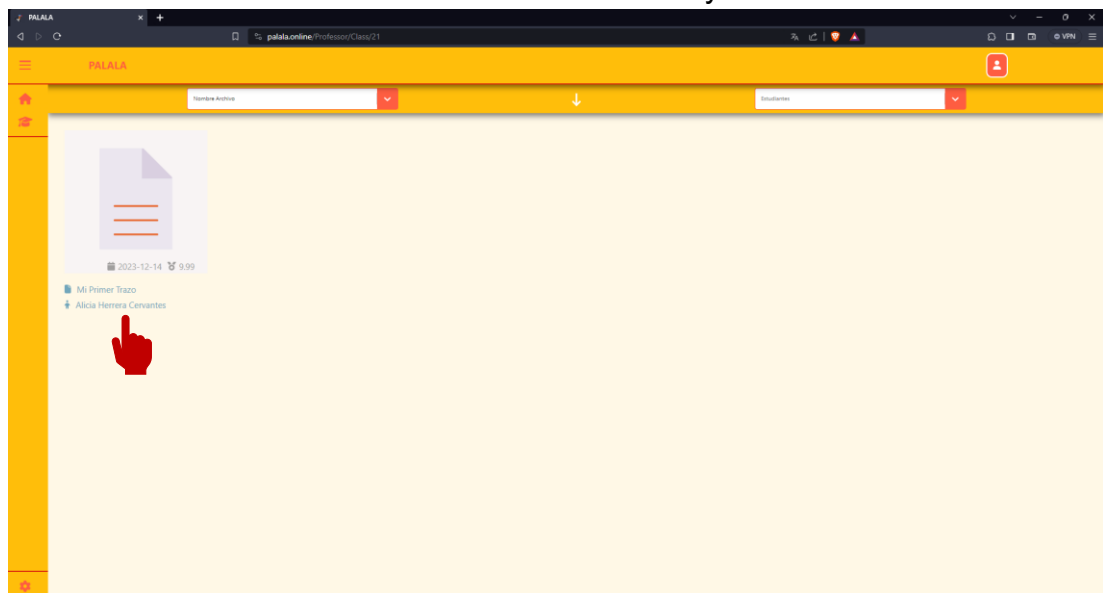 y
PALALA
palala.online/Professor/Class/21
VPN
PALALA
Nombre Archivo
Estudiantes
2023-12-14 9,99
Mi Primer Trazo
Alicia Herrera Cervantes